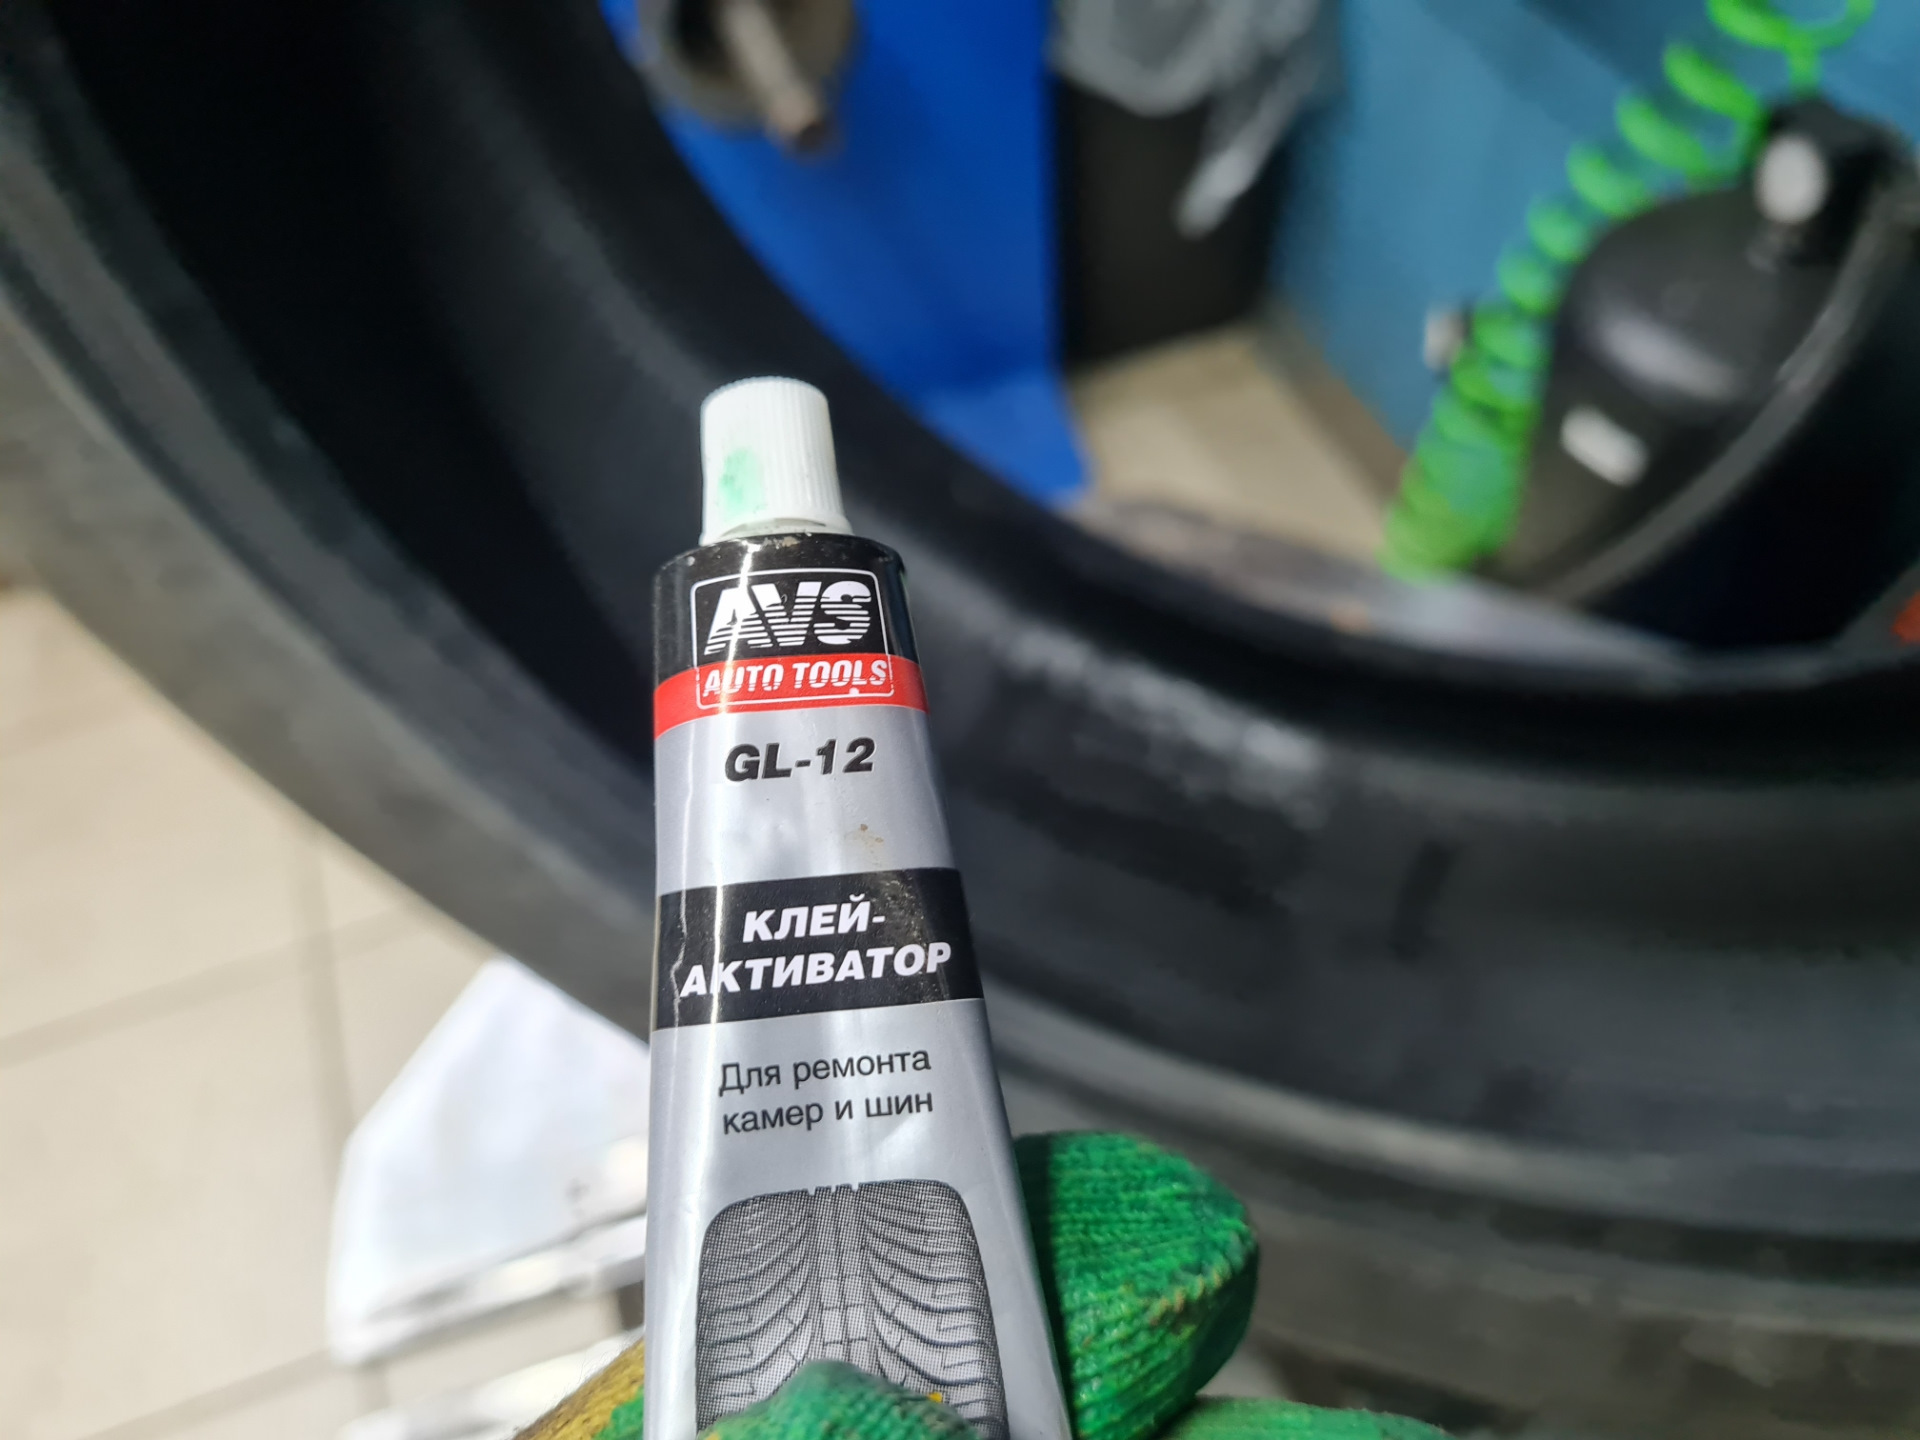 AVS
AUTO TOOLS
GL-12
КЛЕЙ-
АКТИВАТОР
Для ремонта
камер и шин